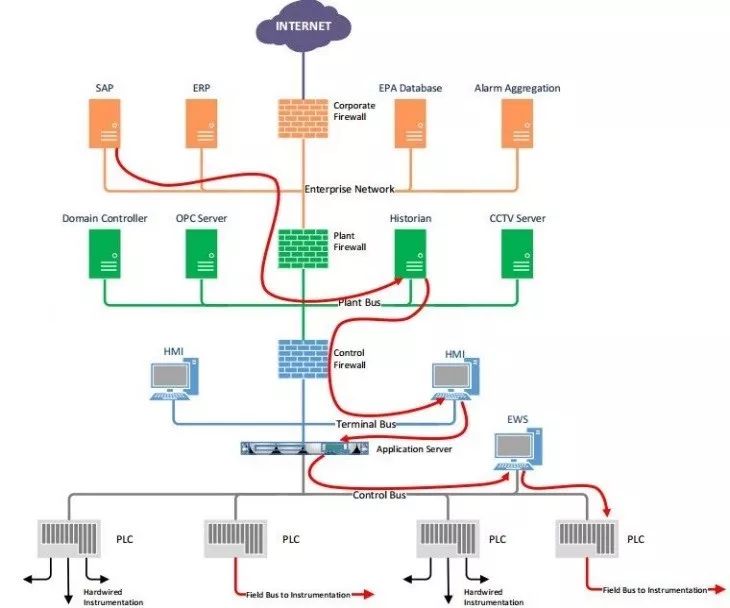 INTERNET
SAP
ERP
EPA Database
Alarm Aggregation
Corporate
Firewall
Enterprise Network
Domain Controller
OPC Server
Plant
Firewall
Historian
CCTV Server
Plant Bus
HMI
Control
Firewall
HMI
Terminal Bus
EWS
Application Server
Control Bus
PLC
PLC
PLC
PLC
Hardwired
Instrumentation
Field Bus to Instrumentation
Hardwired
Instrumentation
Field Bus to Instrumentation